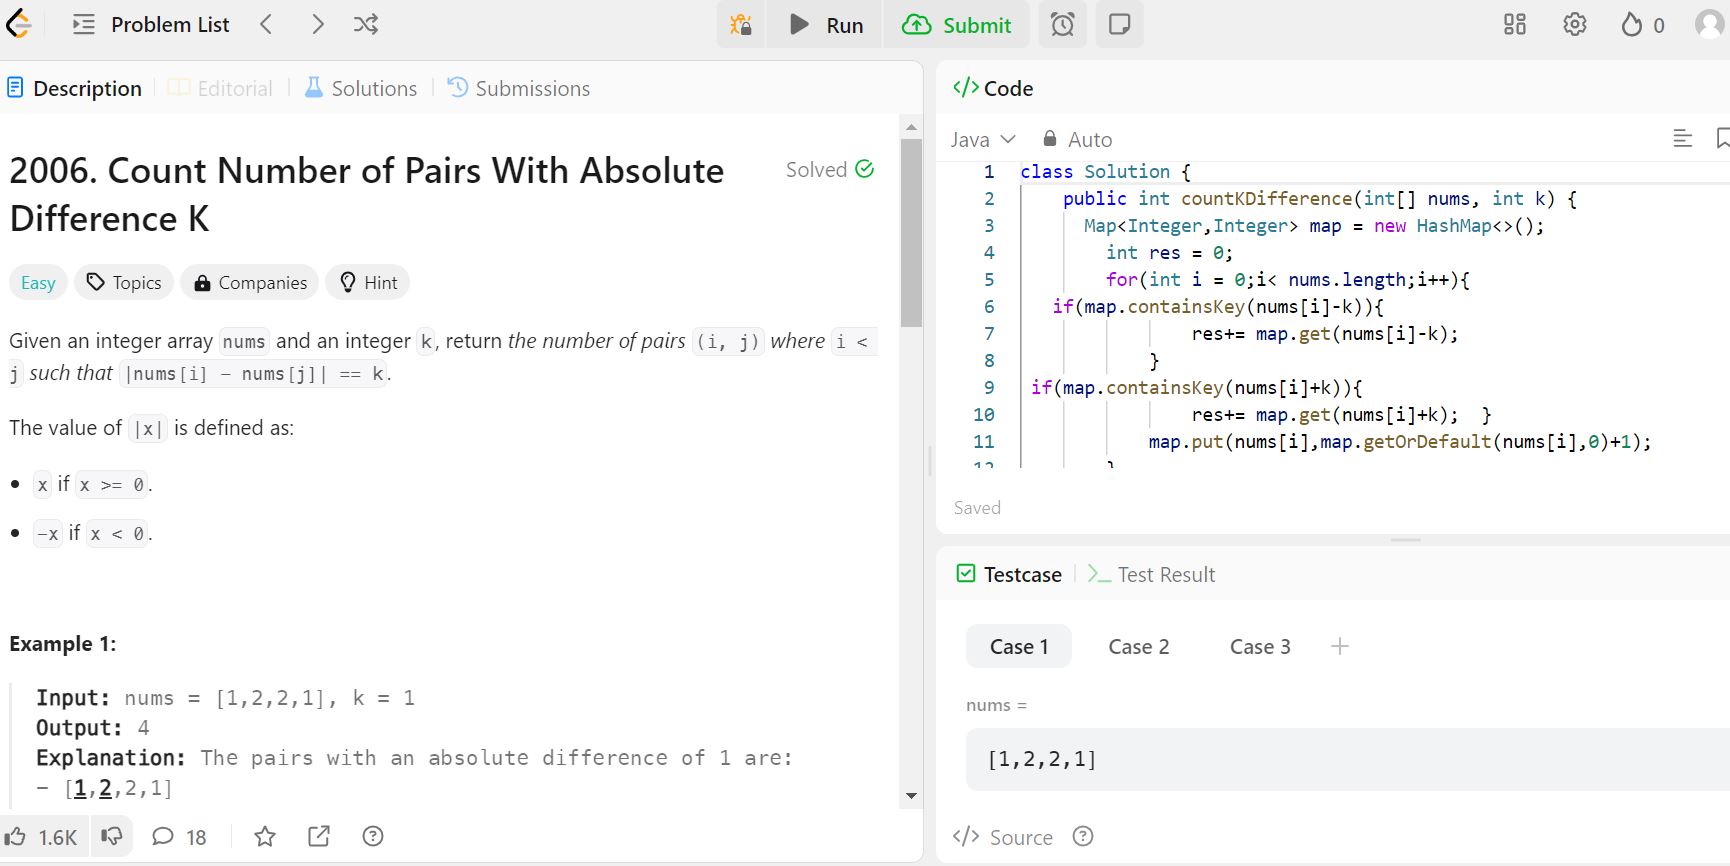 Problem List
Run
Submit
0
Description
Editorial
Solutions
Submissions
2006. Count Number of Pairs With Absolute
Difference K
Solved
Easy
Topics
Companies
Hint
Given an integer array nums and an integer k, return the number of pairs (i, j) where i <
j such that |nums[i] - nums[j]| == k.
The value of |x| is defined as:
• x if x >= 0.
• -x if x < 0.
Example 1:
Input: nums = [1,2,2,1], k = 1
Output: 4
Explanation: The pairs with an absolute difference of 1 are:
- [1,2,2,1]
1.6K
18
</> Code
Java
Auto
1 class Solution {
2 public int countKDifference(int[] nums, int k) {
3 Map<Integer,Integer> map = new HashMap<>();
4 int res = 0;
5 for(int i = 0;i< nums.length;i++){
6 if(map.containsKey(nums[i]-k)){
7 res+= map.get(nums[i]-k);
8 }
9 if(map.containsKey(nums[i]+k)){
10 res+= map.get(nums[i]+k);  }
11 map.put(nums[i],map.getOrDefault(nums[i],0)+1);
12 }
Saved
Testcase
Test Result
Case 1
Case 2
Case 3
+
nums =
[1,2,2,1]
</> Source